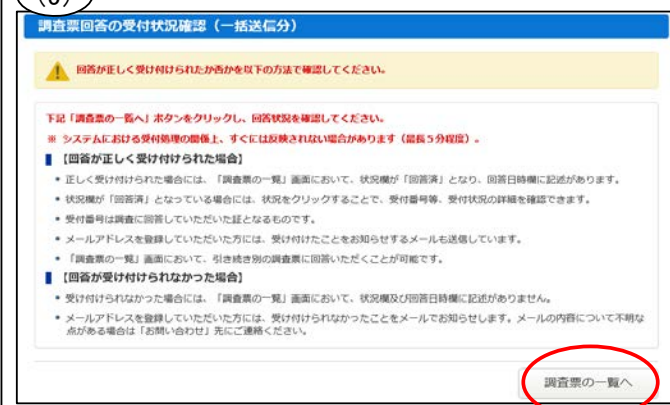 調査票回答の受付状況確認（一括送信分）
回答が正しく受け付けられたか否かを以下の方法で確認してください。
下記「調査票の一覧へ」ボタンをクリックし、回答状況を確認してください。
※ システムにおける受付処理の関係上、すぐには反映されない場合があります（最長５分程度）。
【回答が正しく受け付けられた場合】
• 正しく受け付けられた場合には、「調査票の一覧」画面において、状況欄が「回答済」となり、回答日時欄に記述があります。
• 状況欄が「回答済」となっている場合には、状況をクリックすることで、受付番号等、受付状況の詳細を確認できます。
• 受付番号は調査に回答していただいた証となるものです。
• メールアドレスを登録していただいた方には、受け付けたことをお知らせするメールも送信しています。
• 「調査票の一覧」画面において、引き続き別の調査票に回答いただくことが可能です。
【回答が受け付けられなかった場合】
• 受け付けられなかった場合には、「調査票の一覧」画面において、状況欄及び回答日時欄に記述がありません。
• メールアドレスを登録していただいた方には、受け付けられなかったことをメールでお知らせします。メールの内容について不明な
点がある場合は「お問い合わせ」先にご連絡ください。
調査票の一覧へ